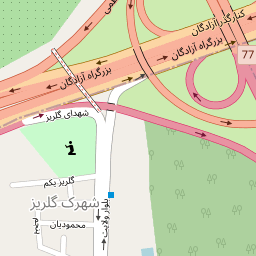 کنارگذر آزادگان
بزرگراه آزادگان
77
بزرگراه آزادگان
شهدای گلریز
گلریز یکم
شهرک گلریز
بلوار ولایت
محمودیان